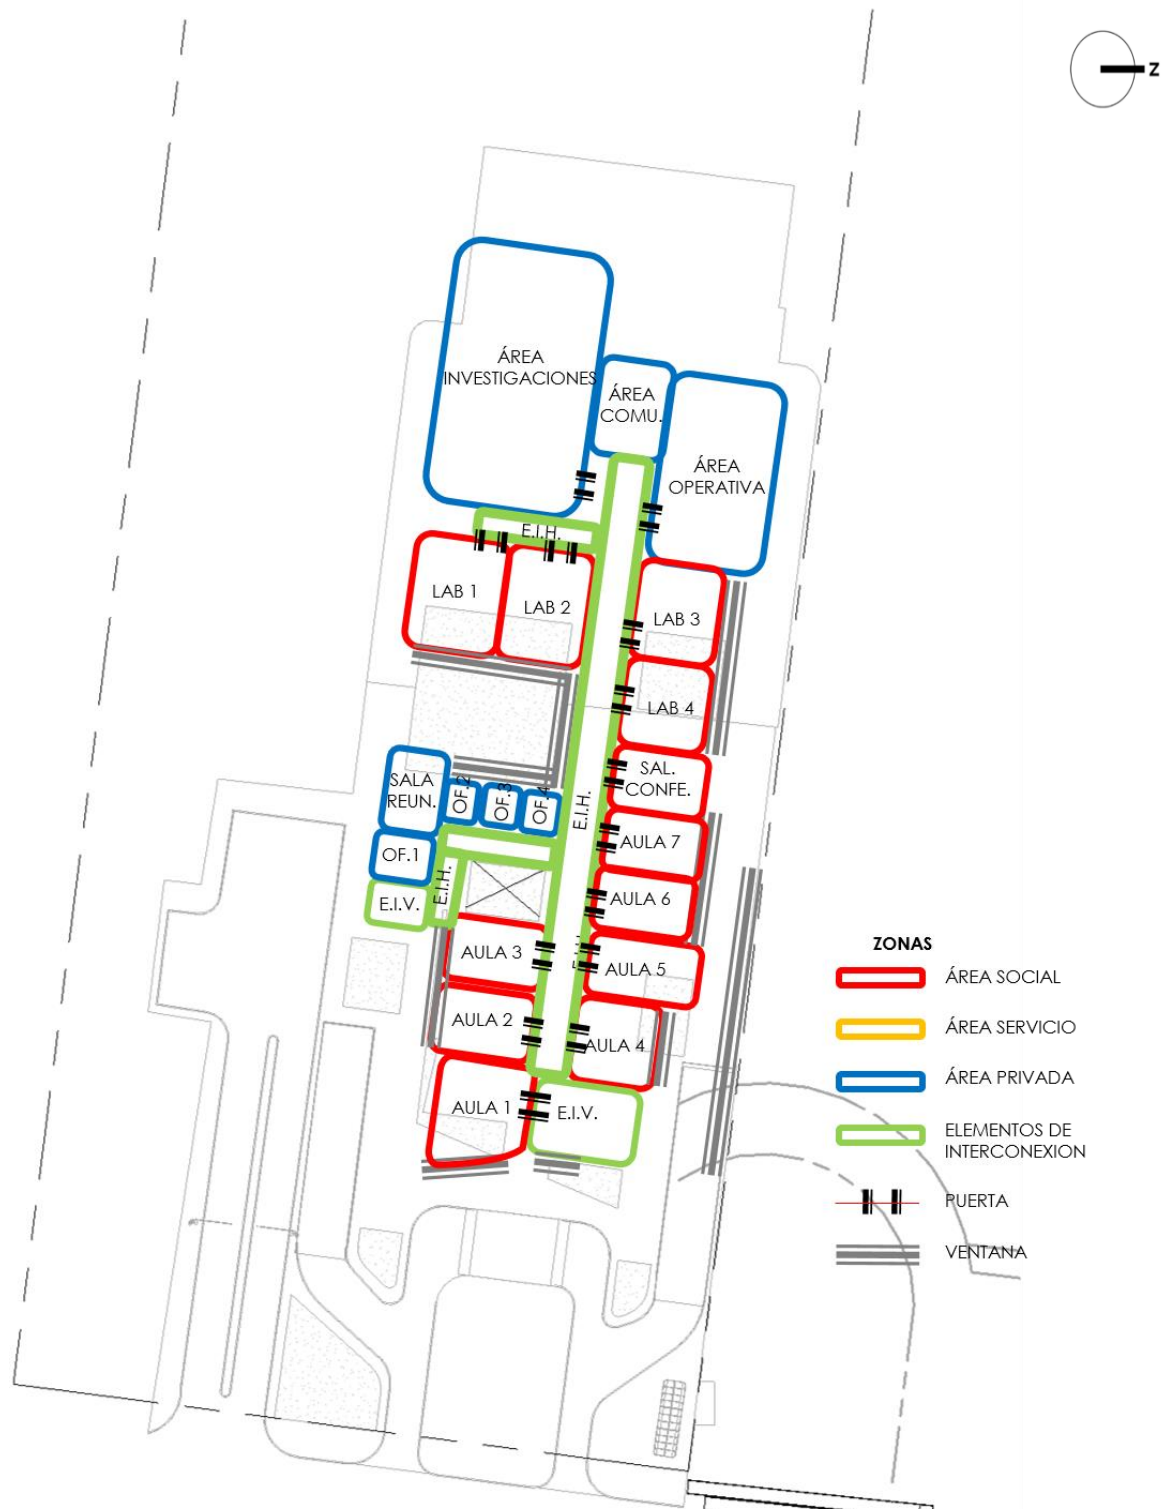 Z
ÁREA
INVESTIGACIONES
ÁREA
COMU.
ÁREA
OPERATIVA
E.I.H.
LAB 1
LAB 2
LAB 3
LAB 4
SALA
REUN.
OF.2
OF.3
OF.4
SAL.
CONFE.
E.I.H.
AULA 7
OF.1
E.I.H.
E.I.V.
AULA 6
AULA 3
AULA 5
AULA 2
AULA 4
AULA 1
E.I.V.
ZONAS
ÁREA SOCIAL
ÁREA SERVICIO
ÁREA PRIVADA
ELEMENTOS DE
INTERCONEXION
PUERTA
VENTANA